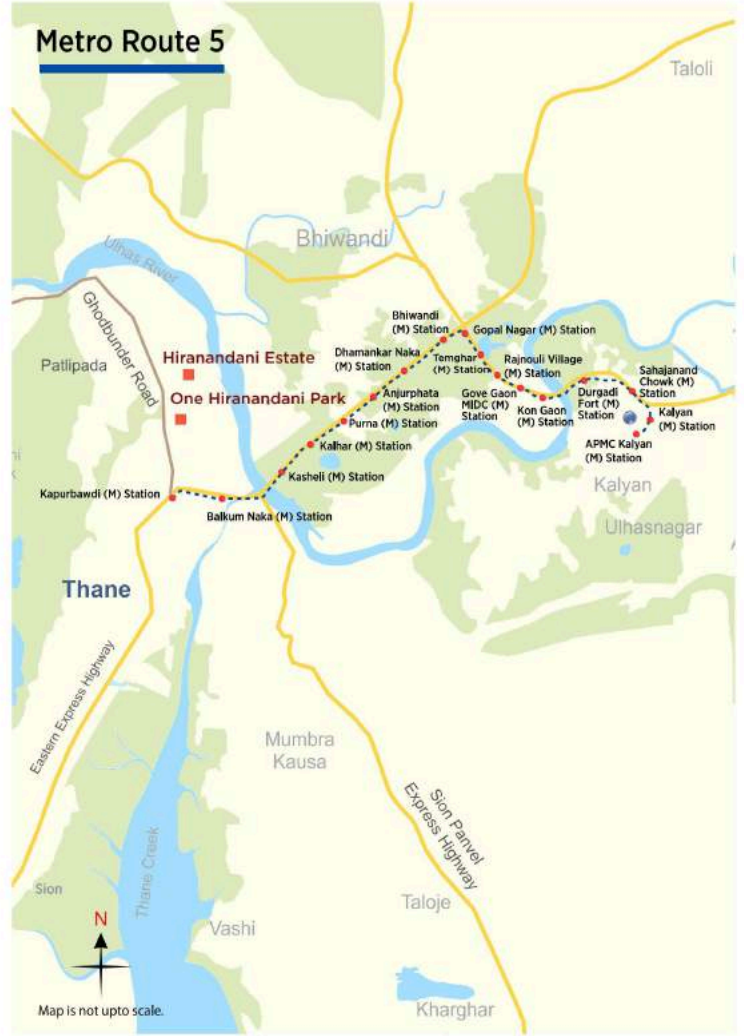 Metro Route 5
Taloli
Bhiwandi
Ulhas River
Ghodbunder Road
Patlipada
Hiranandani Estate
One Hiranandani Park
Bhiwandi
(M) Station
Gopal Nagar (M) Station
Dhamankar Naka
(M) Station
Temghar
(M) Station
Rajnouli Village
(M) Station
Sahajanand
Chowk (M)
Station
Anjurphata
(M) Station
Gove Gaon
MIDC (M)
Station
Kon Gaon
(M) Station
Durgadi
Fort (M)
Station
Kalyan
(M) Station
Purna (M) Station
APMC Kalyan
(M) Station
Kalhar (M) Station
Kasheli (M) Station
Kalyan
Kapurbawdi (M) Station
Balkum Naka (M) Station
Ulhasnagar
Thane
Eastern Express Highway
Mumbra
Kausa
Sion Panvel
Express Highway
Thane Creek
Sion
Taloje
Vashi
N
Map is not upto scale.
Kharghar